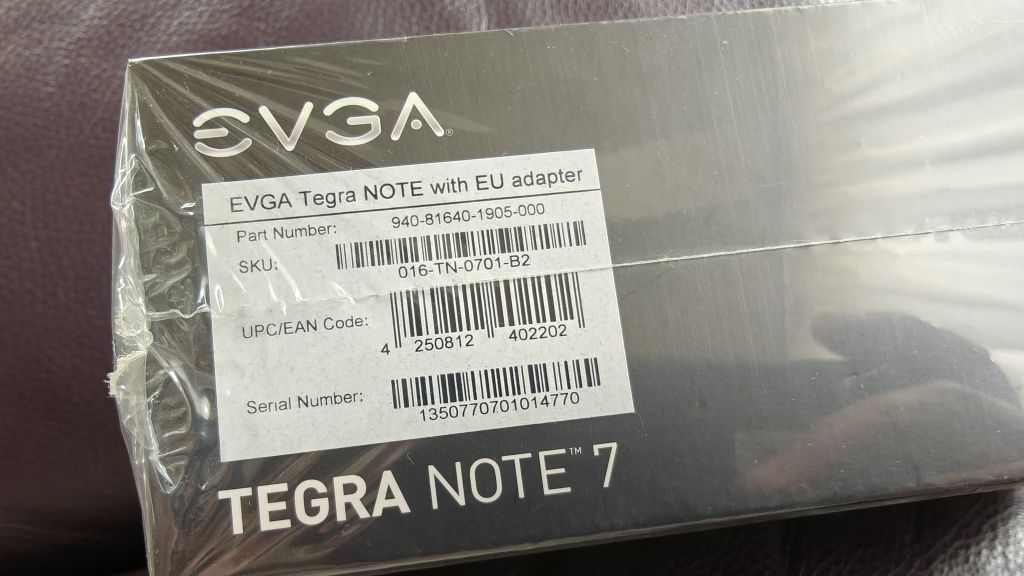 EVGA®
EVGA Tegra NOTE with EU adapter
Part Number: 940-81640-1905-000
SKU: 016-TN-0701-B2
UPC/EAN Code: 4 250812 402202
Serial Number: 1350770701014770
TEGRA NOTE™ 7